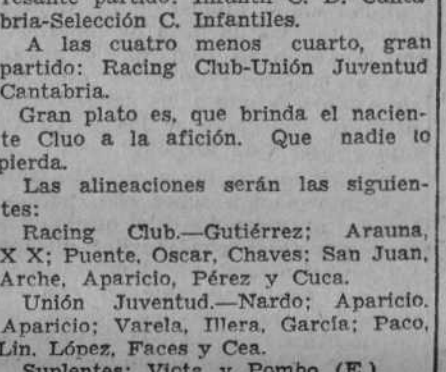 bria-Selección C. Infantiles.
A las cuatro menos cuarto, gran
partido: Racing Club-Unión Juventud
Cantabria.
Gran plato es, que brinda el nacien-
te Cluo a la afición. Que nadie lo
pierda.
Las alineaciones serán las siguien-
tes:
Racing Club.—Gutiérrez; Arauna,
X X; Puente, Oscar, Chaves; San Juan,
Arche, Aparicio, Pérez y Cuca.
Unión Juventud.—Nardo; Aparicio.
Aparicio; Varela, Illera, García; Paco,
Lin, López, Faces y Cea.
Suplentes: Victa y Pombo (F.)